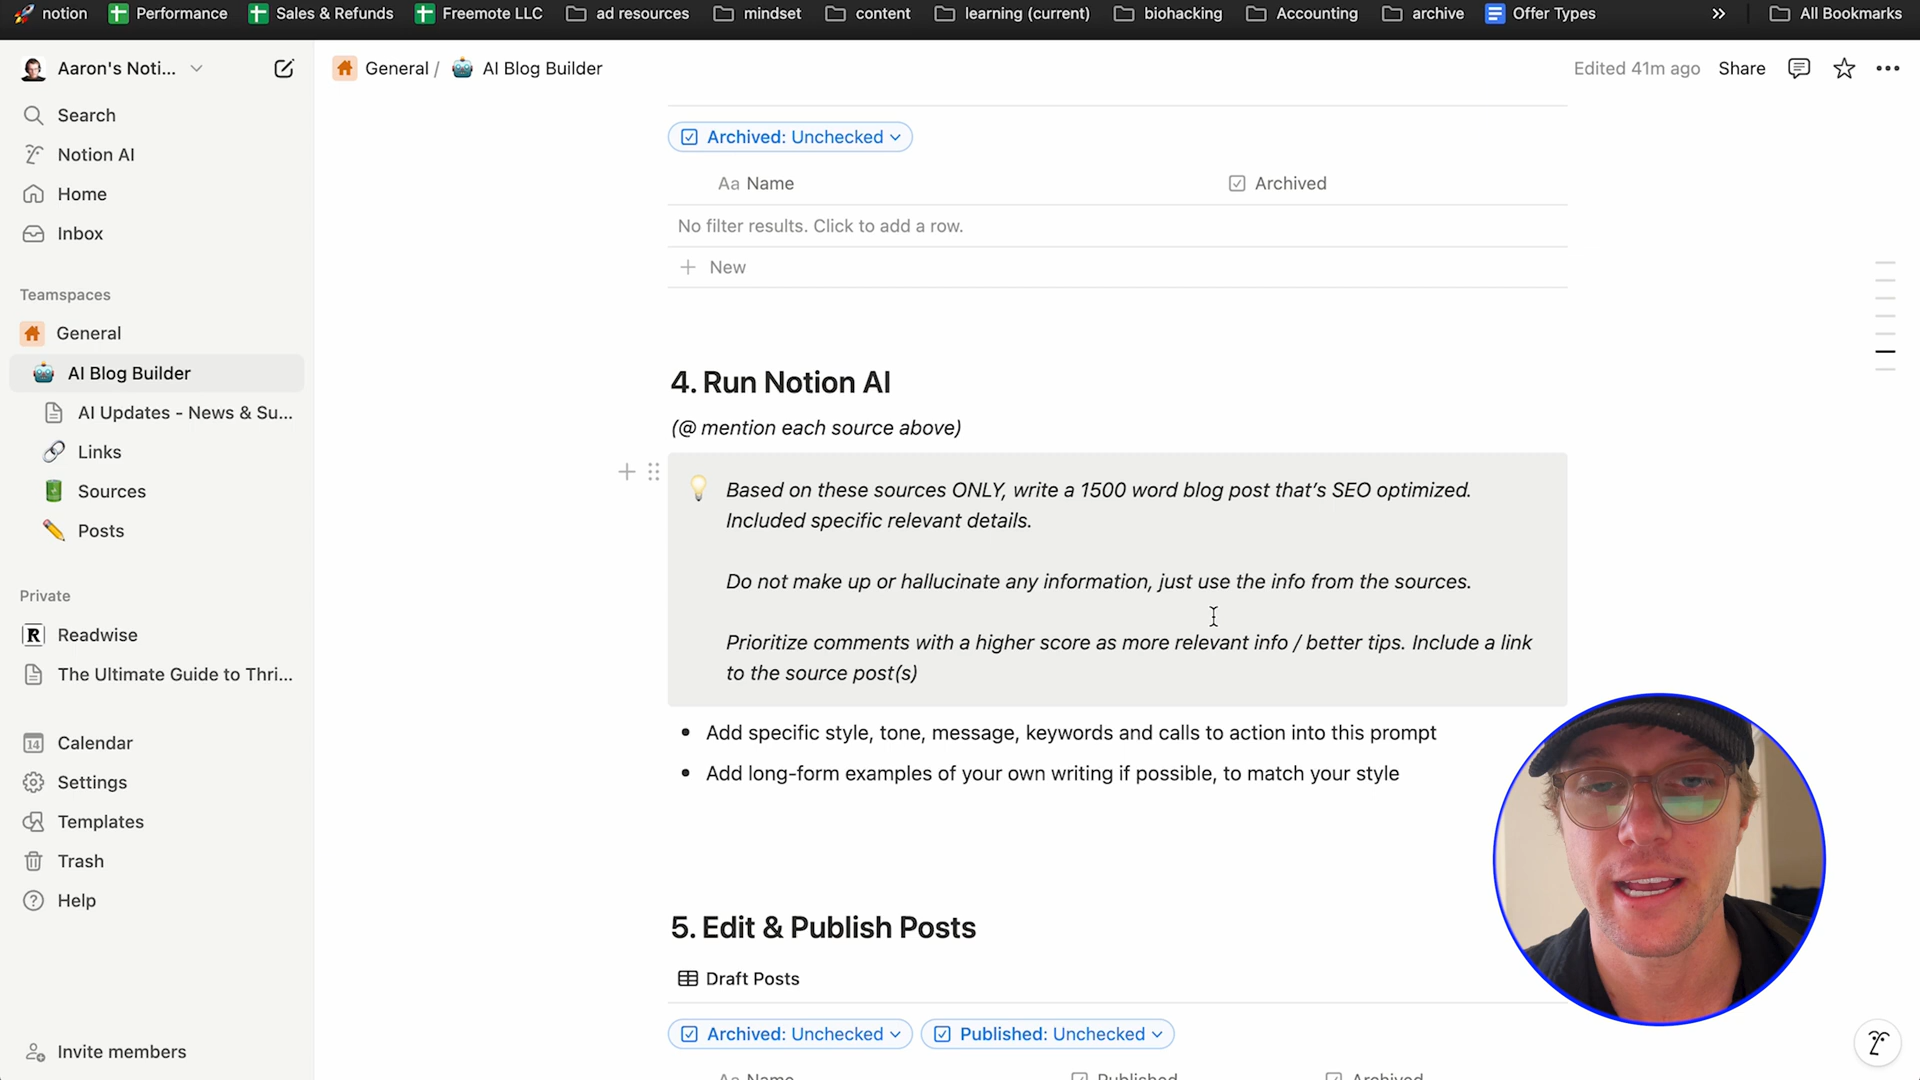 notion
Performance
Sales & Refunds
Freemote LLC
ad resources
mindset
content
learning (current)
biohacking
Accounting
archive
Offer Types
All Bookmarks
Aaron's Noti...
General / AI Blog Builder
Edited 41m ago
Share
Search
Notion AI
Home
Inbox
Teamspaces
General
AI Blog Builder
AI Updates - News & Su...
Links
Sources
Posts
Private
Readwise
The Ultimate Guide to Thri...
14 Calendar
Settings
Templates
Trash
Help
Invite members
Archived: Unchecked
Aa Name
Archived
No filter results. Click to add a row.
New
4. Run Notion AI
(@ mention each source above)
Based on these sources ONLY, write a 1500 word blog post that's SEO optimized.
Included specific relevant details.
Do not make up or hallucinate any information, just use the info from the sources.
Prioritize comments with a higher score as more relevant info / better tips. Include a link
to the source post(s)
Add specific style, tone, message, keywords and calls to action into this prompt
Add long-form examples of your own writing if possible, to match your style
5. Edit & Publish Posts
Draft Posts
Archived: Unchecked
Published: Unchecked
Aa Name
Published
Archived